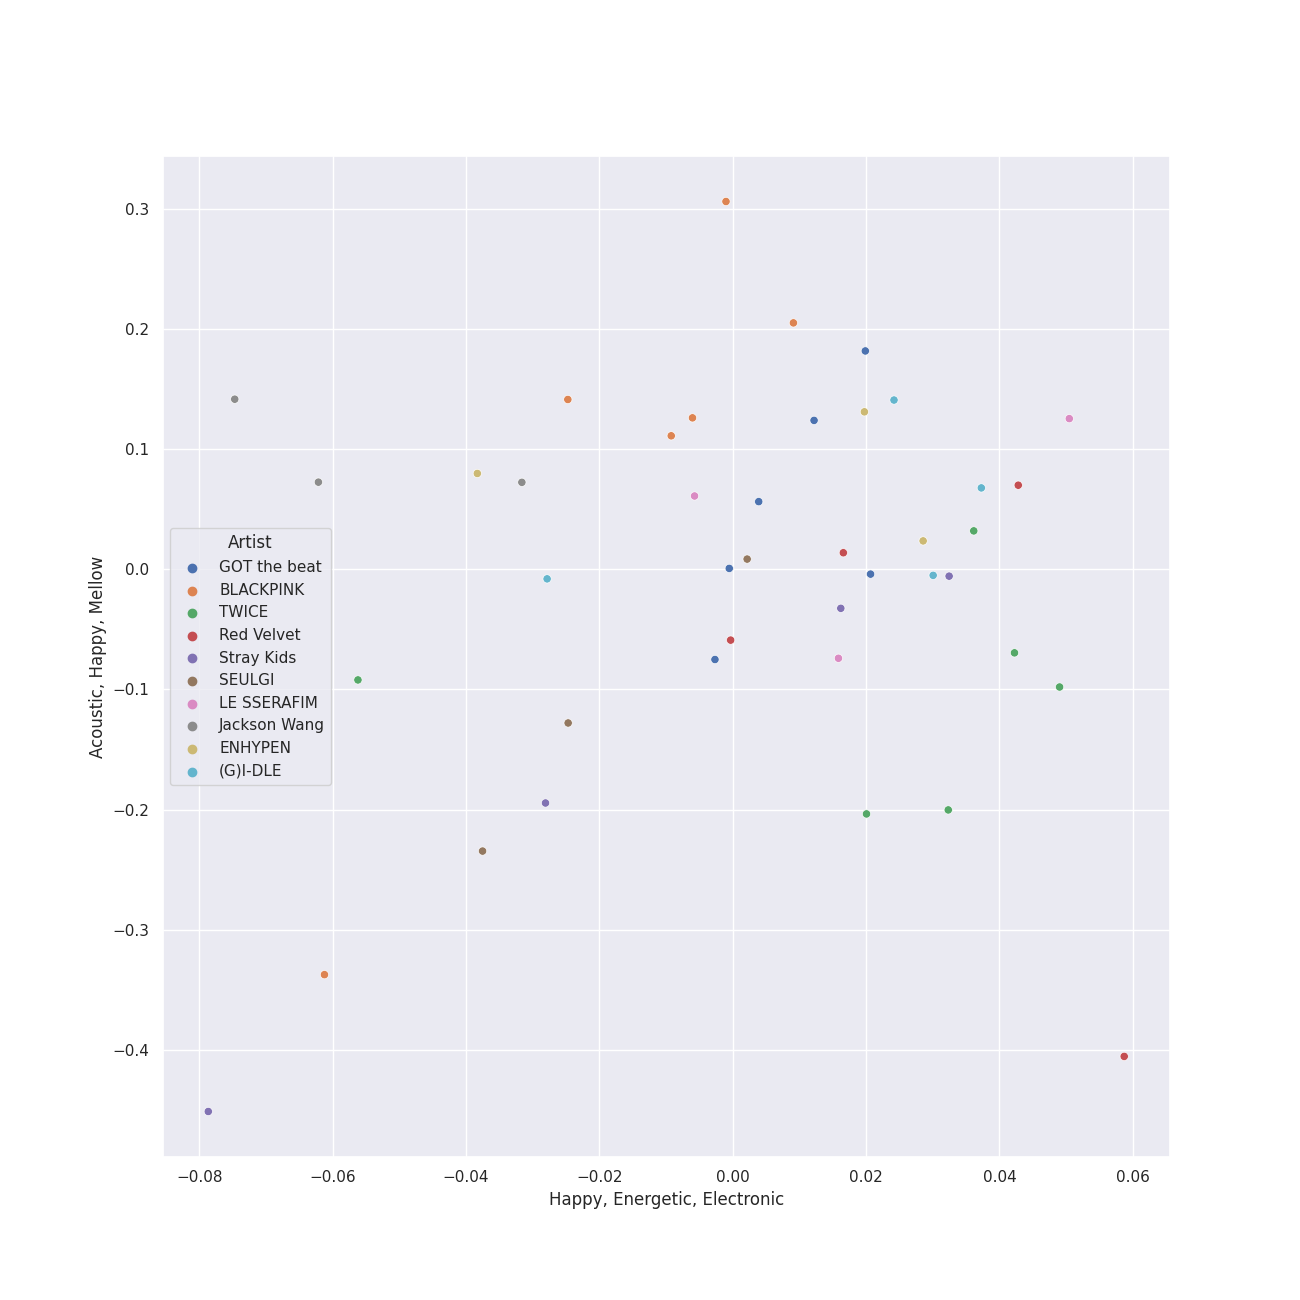 0.3
0.2
0.1
0.0
−0.1
−0.2
−0.3
−0.4
Acoustic, Happy, Mellow
Artist
GOT the beat
BLACKPINK
TWICE
Red Velvet
Stray Kids
SEULGI
LE SSERAFIM
Jackson Wang
ENHYPEN
(G)I-DLE
−0.08 −0.06 −0.04 −0.02 0.00 0.02 0.04 0.06
Happy, Energetic, Electronic